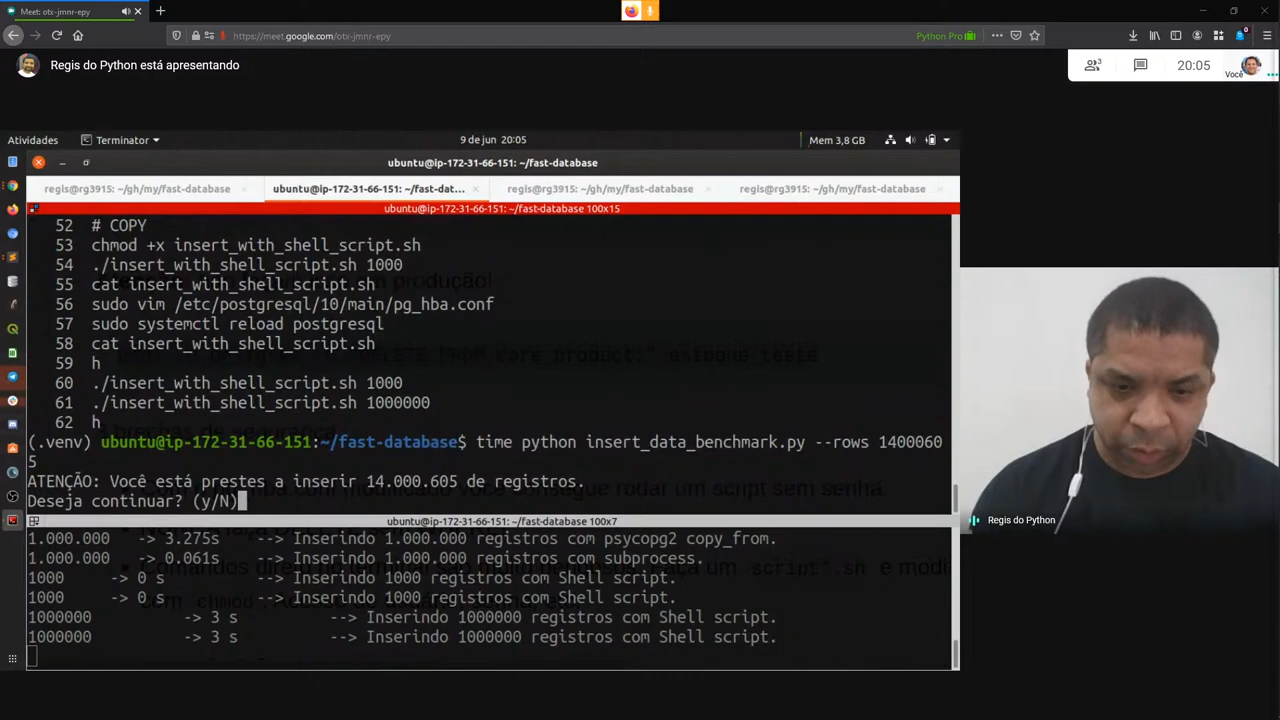 Meet: otx-jmnr-epy
https://meet.google.com/otx-jmnr-epy
Python Pro
Regis do Python está apresentando
3
20:05
Você
Atividades
Terminator
9 de jun 20:05
Mem 3,8 GB
ubuntu@ip-172-31-66-151: ~/fast-database
regis@rg3915: ~/gh/my/fast-database
ubuntu@ip-172-31-66-151: ~/fast-dat...
regis@rg3915: ~/gh/my/fast-database
regis@rg3915: ~/gh/my/fast-database
ubuntu@ip-172-31-66-151: ~/fast-database 100x15
52 # COPY
53 chmod +x insert_with_shell_script.sh
54 ./insert_with_shell_script.sh 1000
55 cat insert_with_shell_script.sh
56 sudo vim /etc/postgresql/10/main/pg_hba.conf
57 sudo systemctl reload postgresql
58 cat insert_with_shell_script.sh
59 h
60 ./insert_with_shell_script.sh 1000
61 ./insert_with_shell_script.sh 1000000
62 h
(.venv) ubuntu@ip-172-31-66-151:~/fast-database$ time python insert_data_benchmark.py --rows 1400060
5
ATENÇÃO: Você está prestes a inserir 14.000.605 de registros.
Deseja continuar? (y/N)
ubuntu@ip-172-31-66-151: ~/fast-database 100x7
1.000.000 -> 3.275s --> Inserindo 1.000.000 registros com psycopg2 copy_from.
1.000.000 -> 0.061s --> Inserindo 1.000.000 registros com subprocess.
1000 -> 0 s --> Inserindo 1000 registros com Shell script.
1000 -> 0 s --> Inserindo 1000 registros com Shell script.
1000000 -> 3 s --> Inserindo 1000000 registros com Shell script.
1000000 -> 3 s --> Inserindo 1000000 registros com Shell script.
Regis do Python